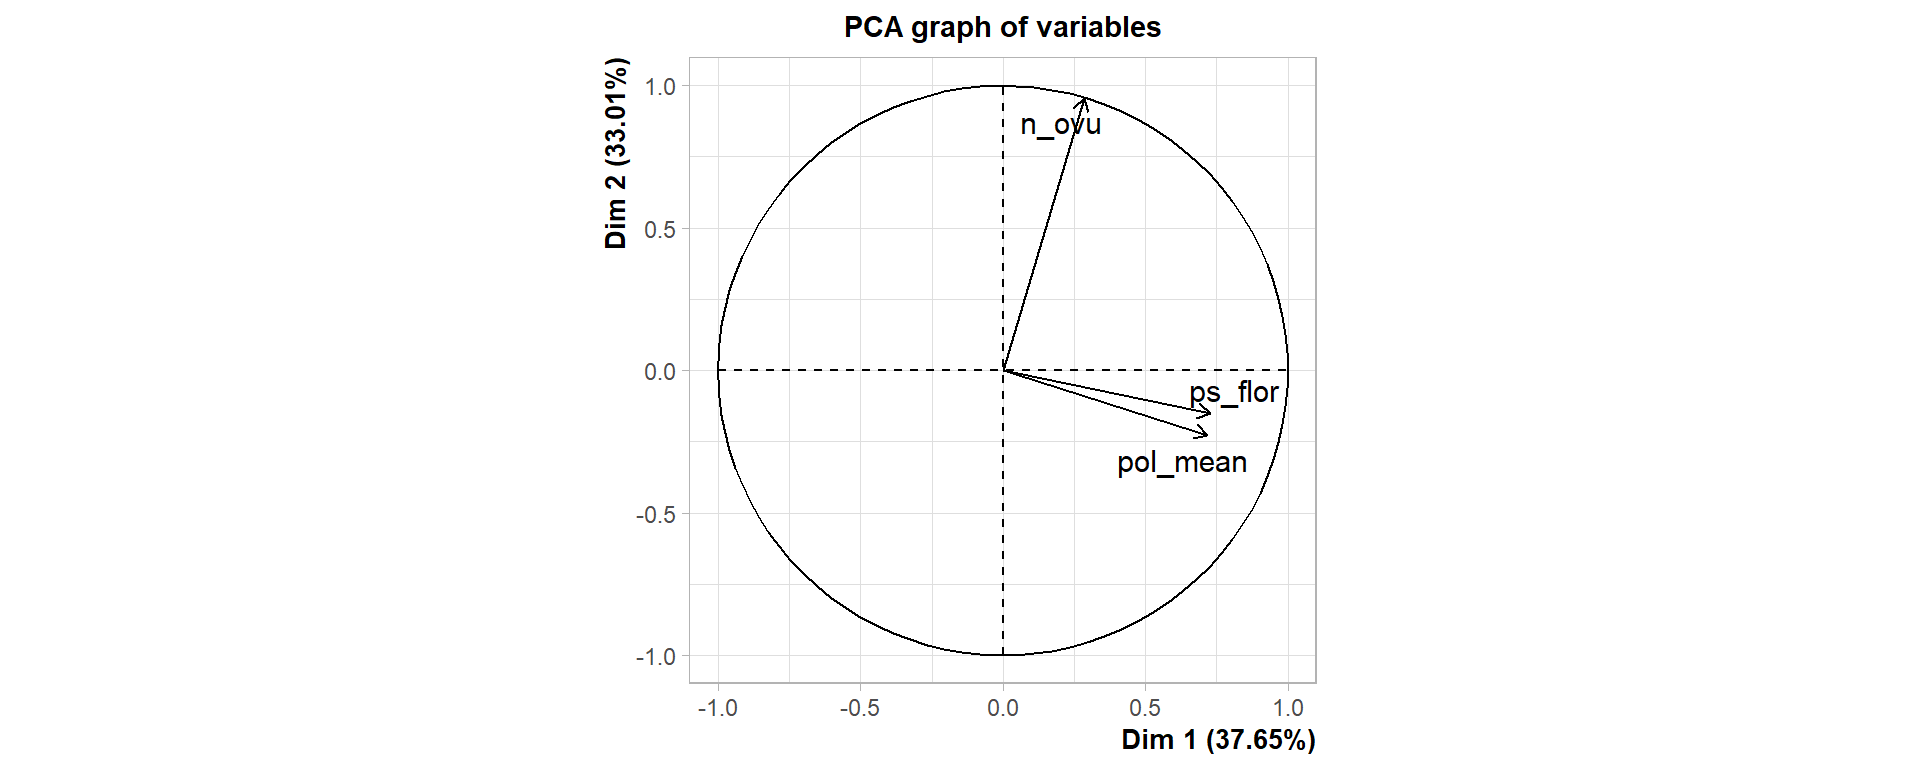 PCA graph of variables
Dim 2 (33.01%)
1.0
0.5
0.0
-0.5
-1.0
n_ovu
ps_flor
pol_mean
-1.0
-0.5
0.0
0.5
1.0
Dim 1 (37.65%)